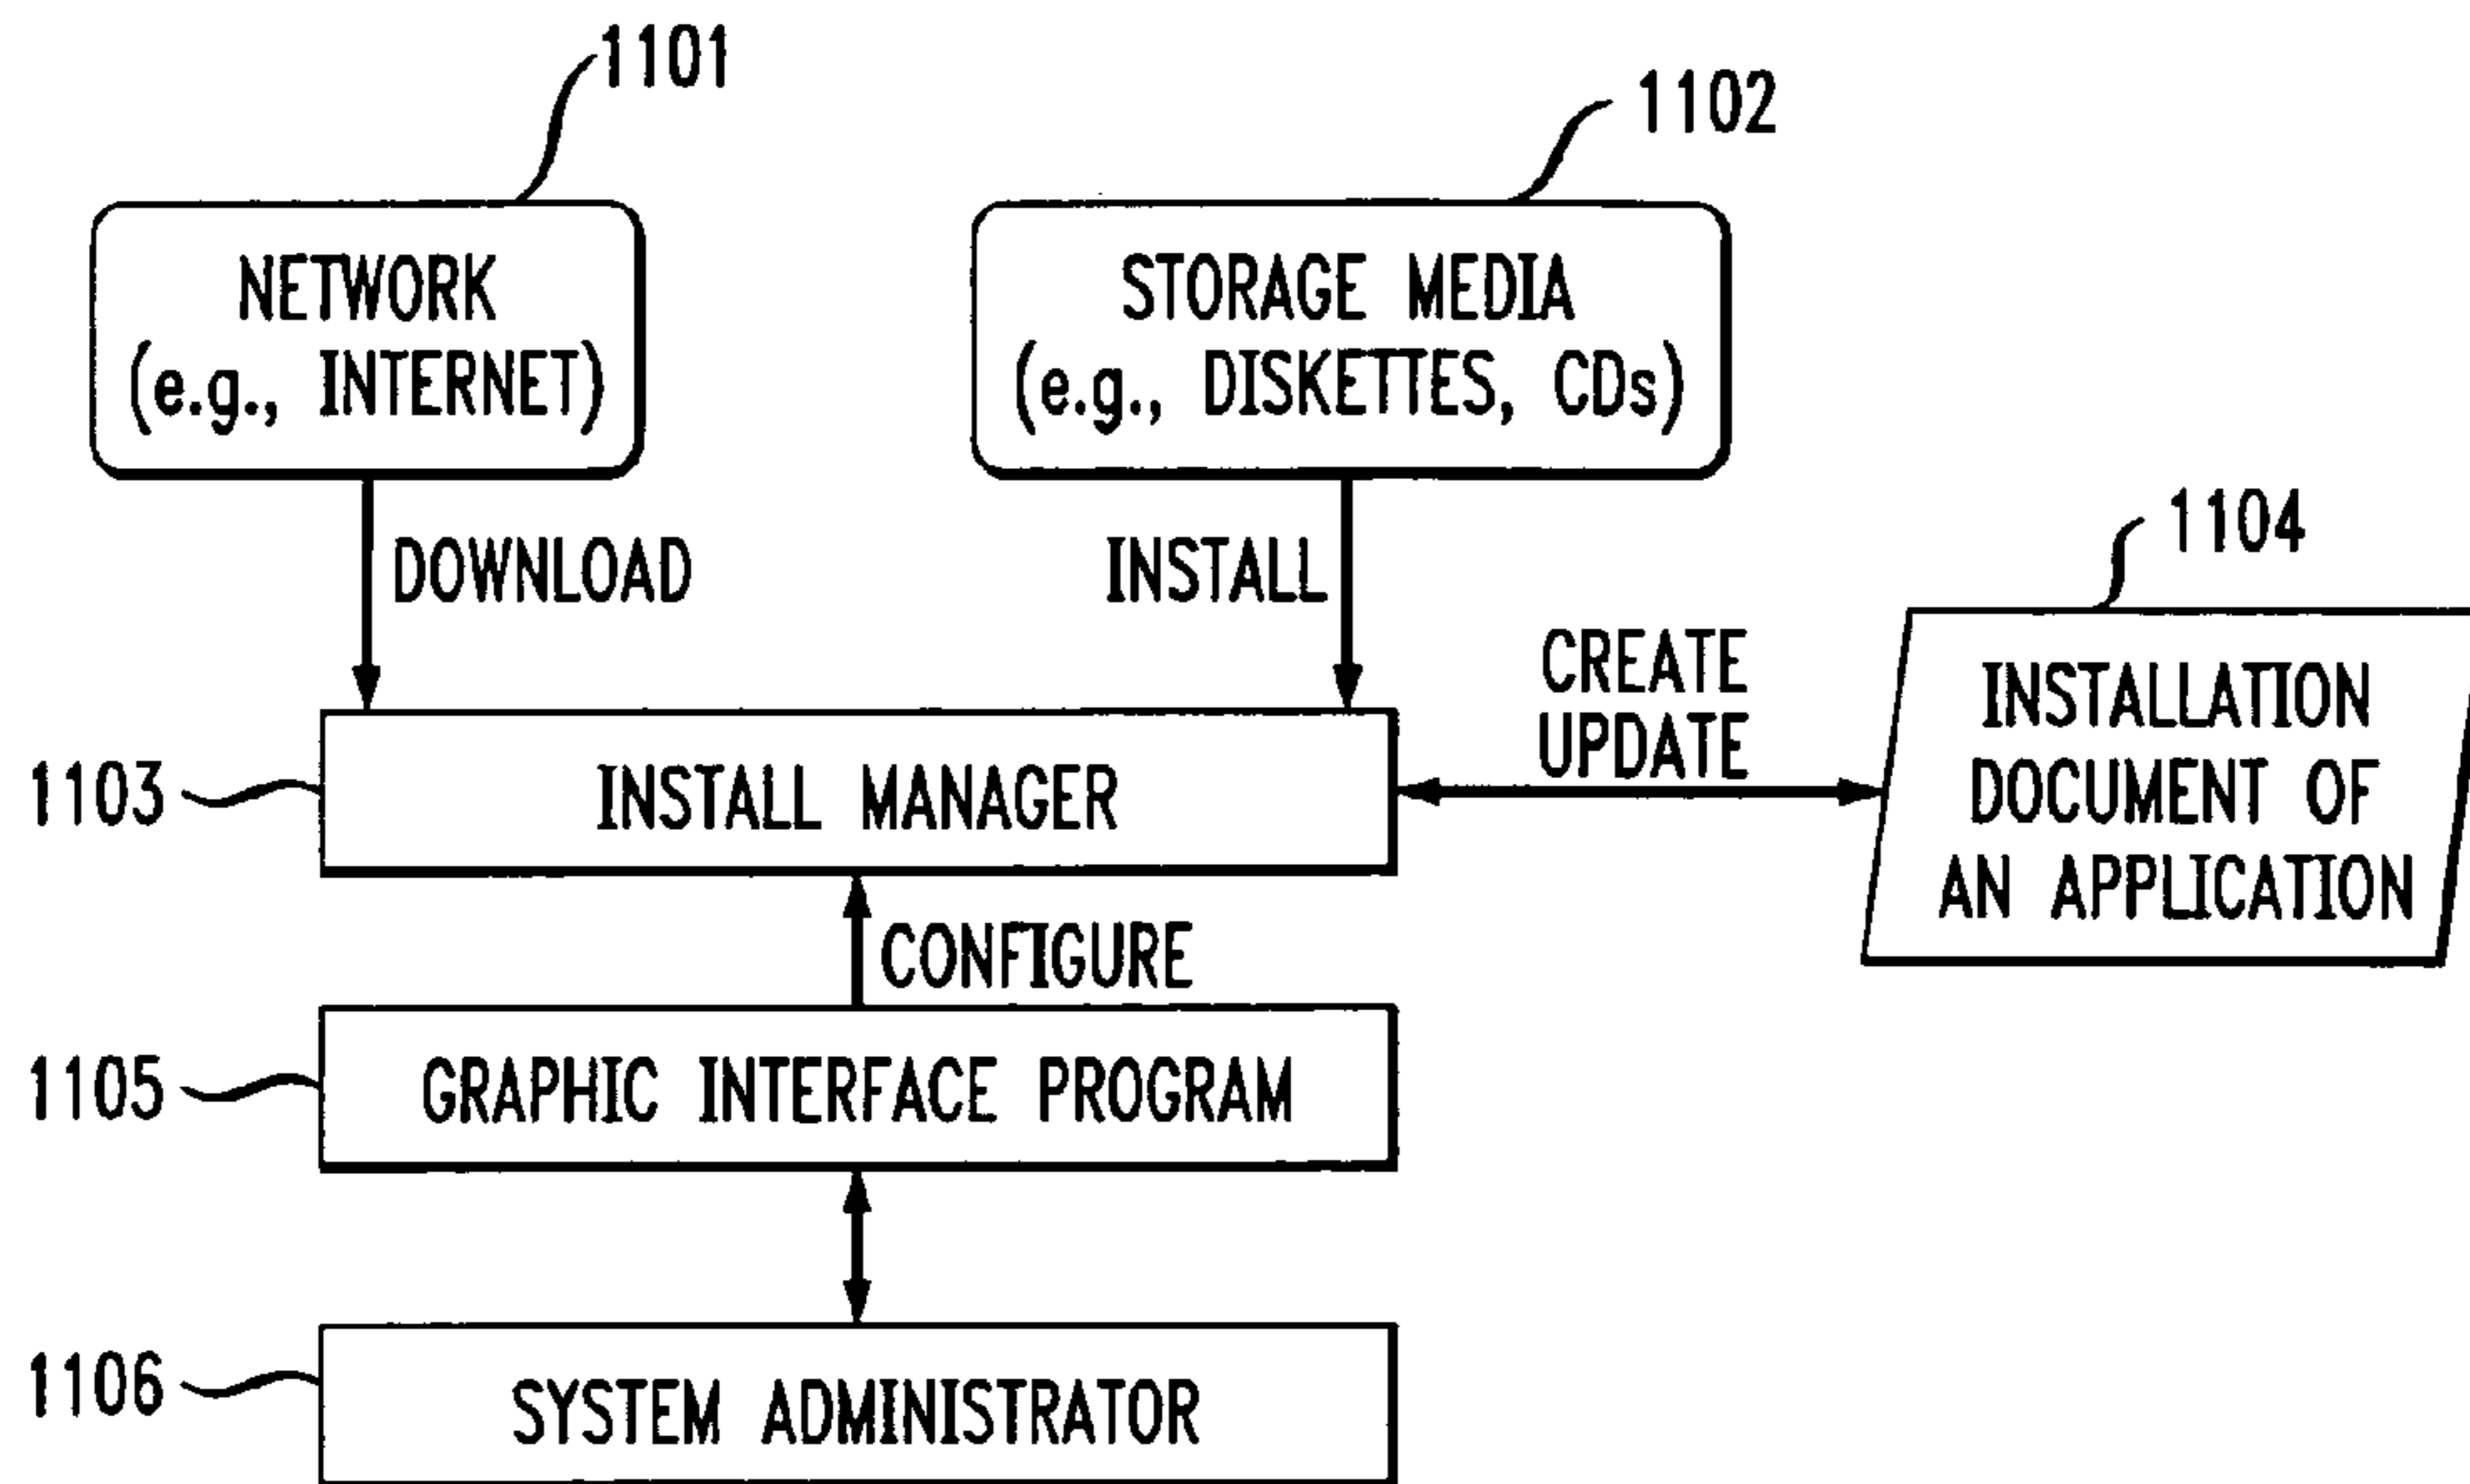 1101
1102
NETWORK
(e.g., INTERNET)
STORAGE MEDIA
(e.g., DISKETTES, CDs)
DOWNLOAD
INSTALL
1104
CREATE
UPDATE
INSTALLATION
DOCUMENT OF
AN APPLICATION
1103
INSTALL MANAGER
CONFIGURE
1105
GRAPHIC INTERFACE PROGRAM
1106
SYSTEM ADMINISTRATOR